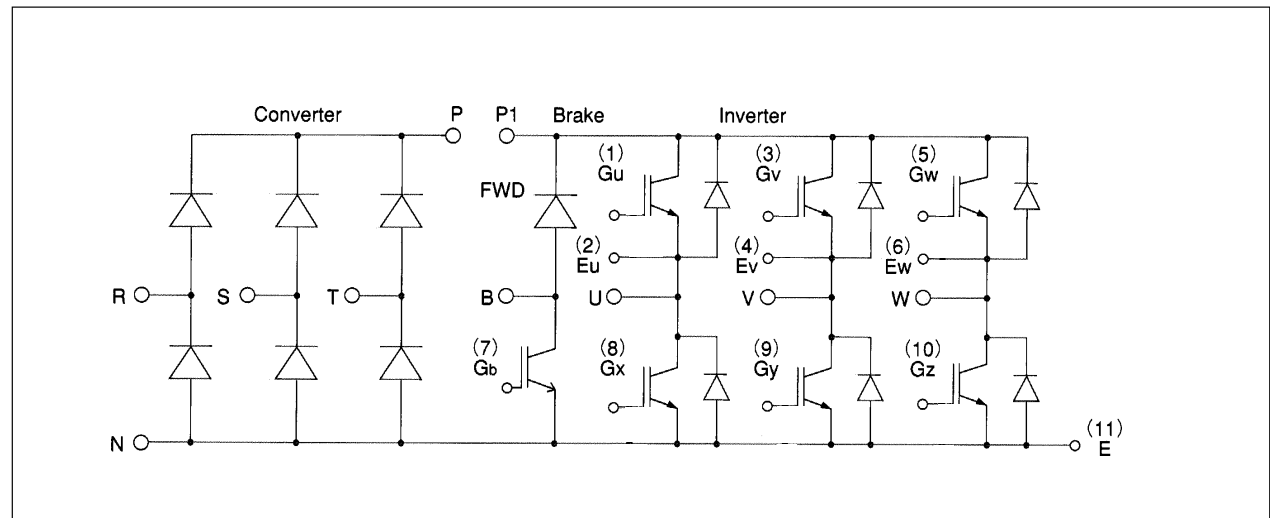 Converter P P1 Brake Inverter
(1) (3) (5)
Gu Gv Gw
FWD
(2) (4) (6)
Eu Ev Ew
R S T B U V W
(7) (8) (9) (10)
Gb Gx Gy Gz
N (11)
E